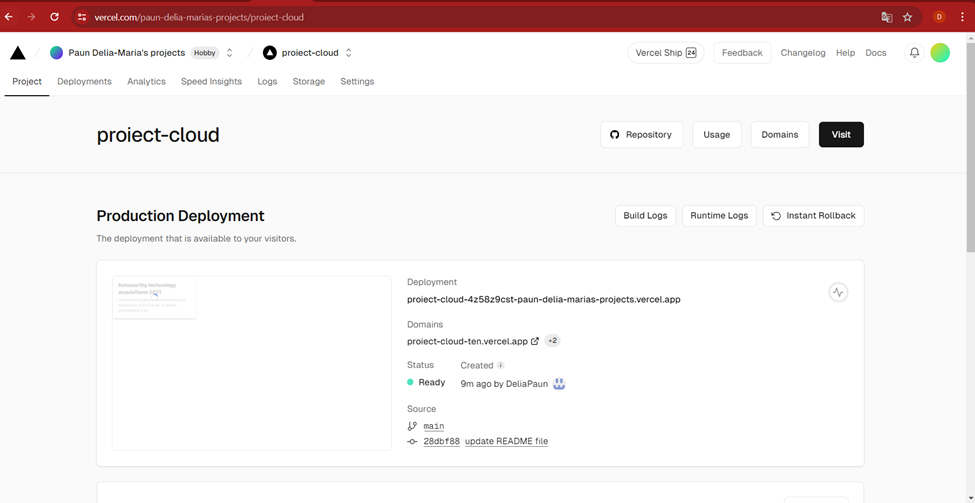 vercel.com/paun-delia-marias-projects/proiect-cloud
D
Paun Delia-Maria's projects Hobby proiect-cloud Vercel Ship 24 Feedback Changelog Help Docs
Project Deployments Analytics Speed Insights Logs Storage Settings
proiect-cloud
Repository Usage Domains Visit
Production Deployment
Build Logs Runtime Logs Instant Rollback
The deployment that is available to your visitors.
Noteworthy technology
acquisitions 2021
Deployment
proiect-cloud-4z58z9cst-paun-delia-marias-projects.vercel.app
Domains
proiect-cloud-ten.vercel.app +2
Status Created
Ready 9m ago by DeliaPaun
Source
main
28dbf88 update README file